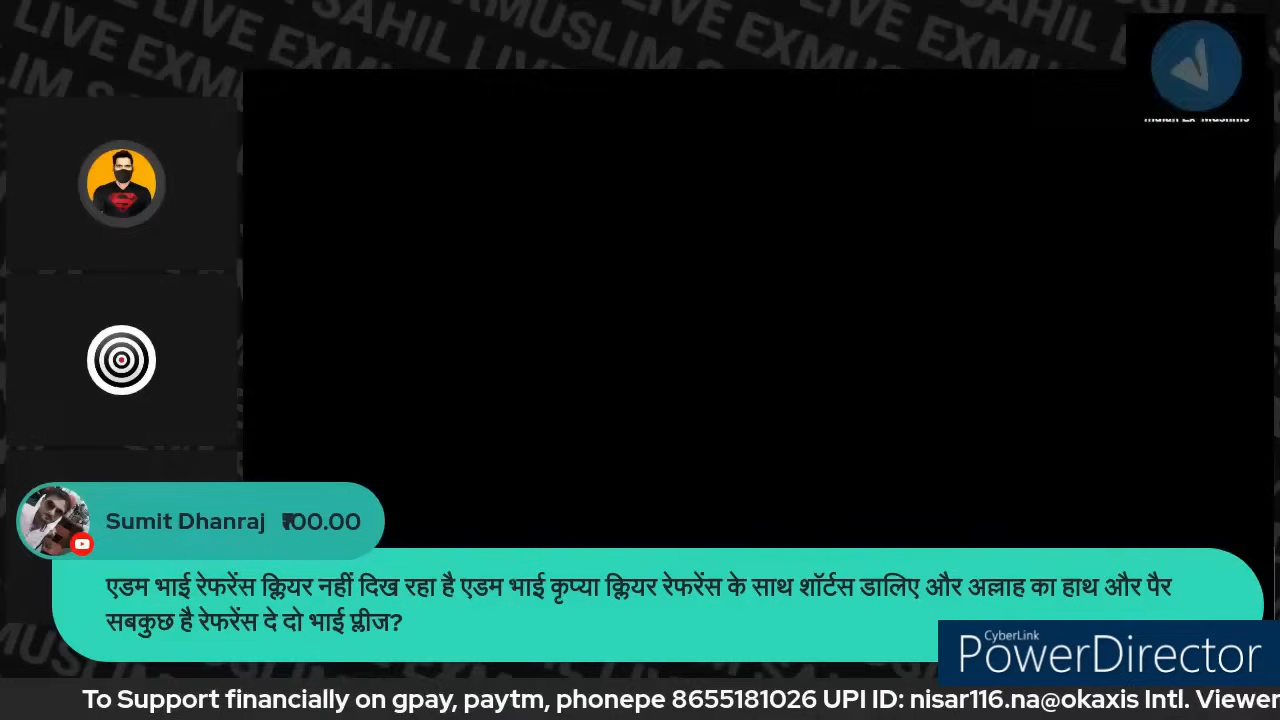 Sumit Dhanraj ₹100.00
एडम भाई रेफरेंस क्लियर नहीं दिख रहा है एडम भाई कृप्या क्लियर रेफरेंस के साथ शॉर्टस डालिए और अल्लाह का हाथ और पैर
सबकुछ है रेफरेंस दे दो भाई प्लीज?
CyberLink
PowerDirector
To Support financially on gpay, paytm, phonepe 8655181026 UPI ID: nisar116.na@okaxis Intl. Viewer